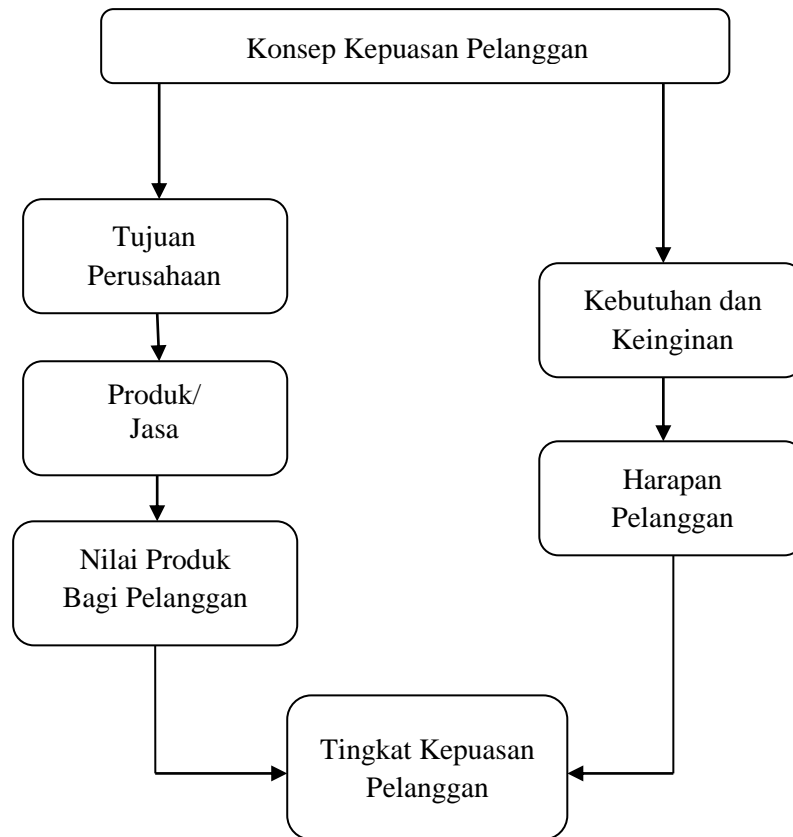 Konsep Kepuasan Pelanggan
Tujuan
Perusahaan
Produk/
Jasa
Nilai Produk
Bagi Pelanggan
Kebutuhan dan
Keinginan
Harapan
Pelanggan
Tingkat Kepuasan
Pelanggan